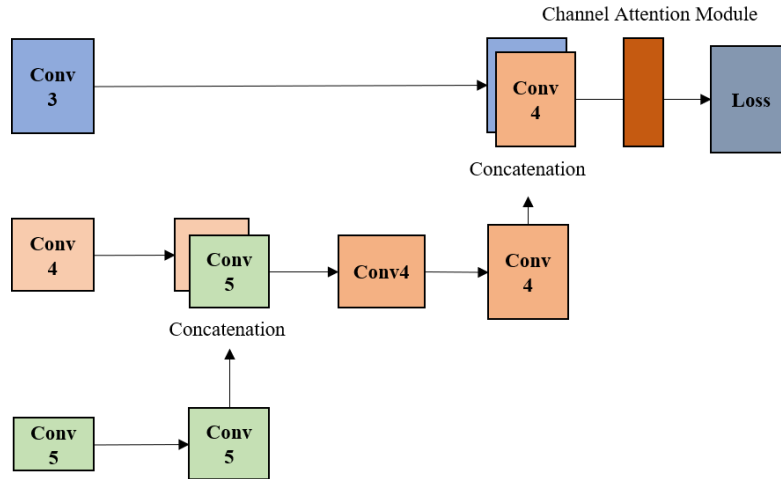 Channel Attention Module
Conv
3
Conv
4
Loss
Concatenation
Conv
4
Conv
5
Conv4
Conv
4
Concatenation
Conv
5
Conv
5